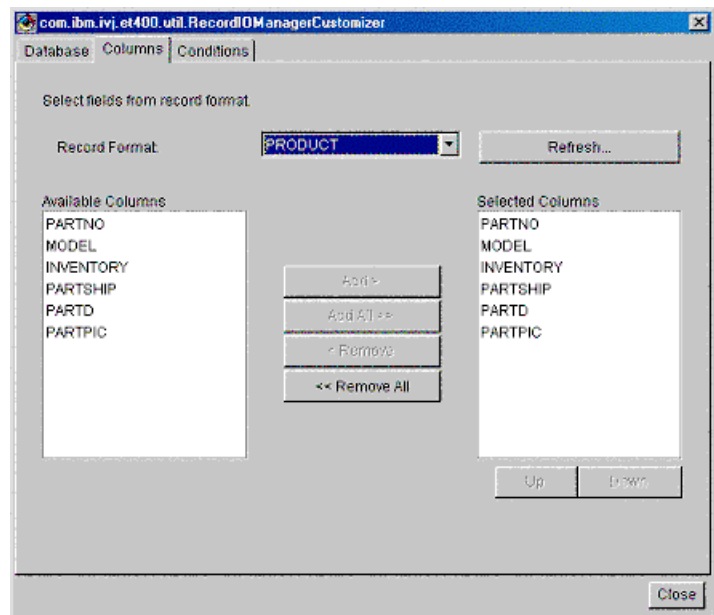 com.ibm.ivj.et400.util.RecordIOManagerCustomizer
Database Columns Conditions
Select fields from record format.
Record Format: PRODUCT Refresh...
Available Columns Selected Columns
PARTNO PARTNO
MODEL MODEL
INVENTORY INVENTORY
PARTSHIP PARTSHIP
PARTD PARTD
PARTPIC PARTPIC
Add >
Add All >>
< Remove
<< Remove All
Up Down
Close